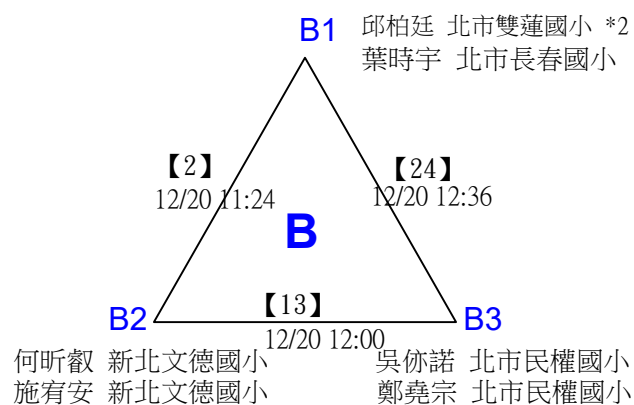 B1 邱柏廷 北市雙蓮國小 *2
葉時宇 北市長春國小
【2】
12/20 11:24
【24】
12/20 12:36
B
【13】
12/20 12:00
B2
B3
何昕叡 新北文德國小
施宥安 新北文德國小
吳㑊諾 北市民權國小
鄭堯宗 北市民權國小